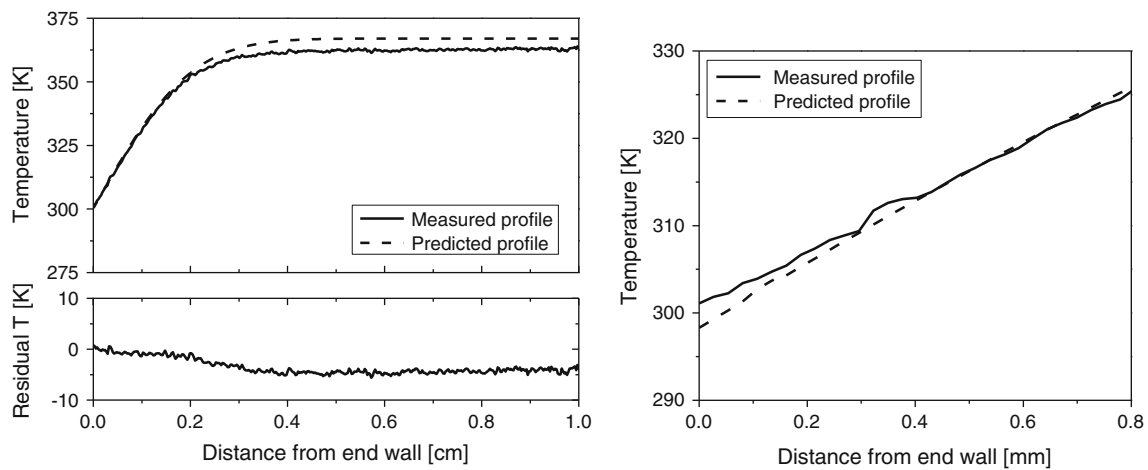 375
350
325
300
275
Temperature [K]
Measured profile
Predicted profile
10
0
-10
Residual T [K]
0.0 0.2 0.4 0.6 0.8 1.0
Distance from end wall [cm]
330
320
310
300
290
Temperature [K]
Measured profile
Predicted profile
0.0 0.2 0.4 0.6 0.8
Distance from end wall [mm]